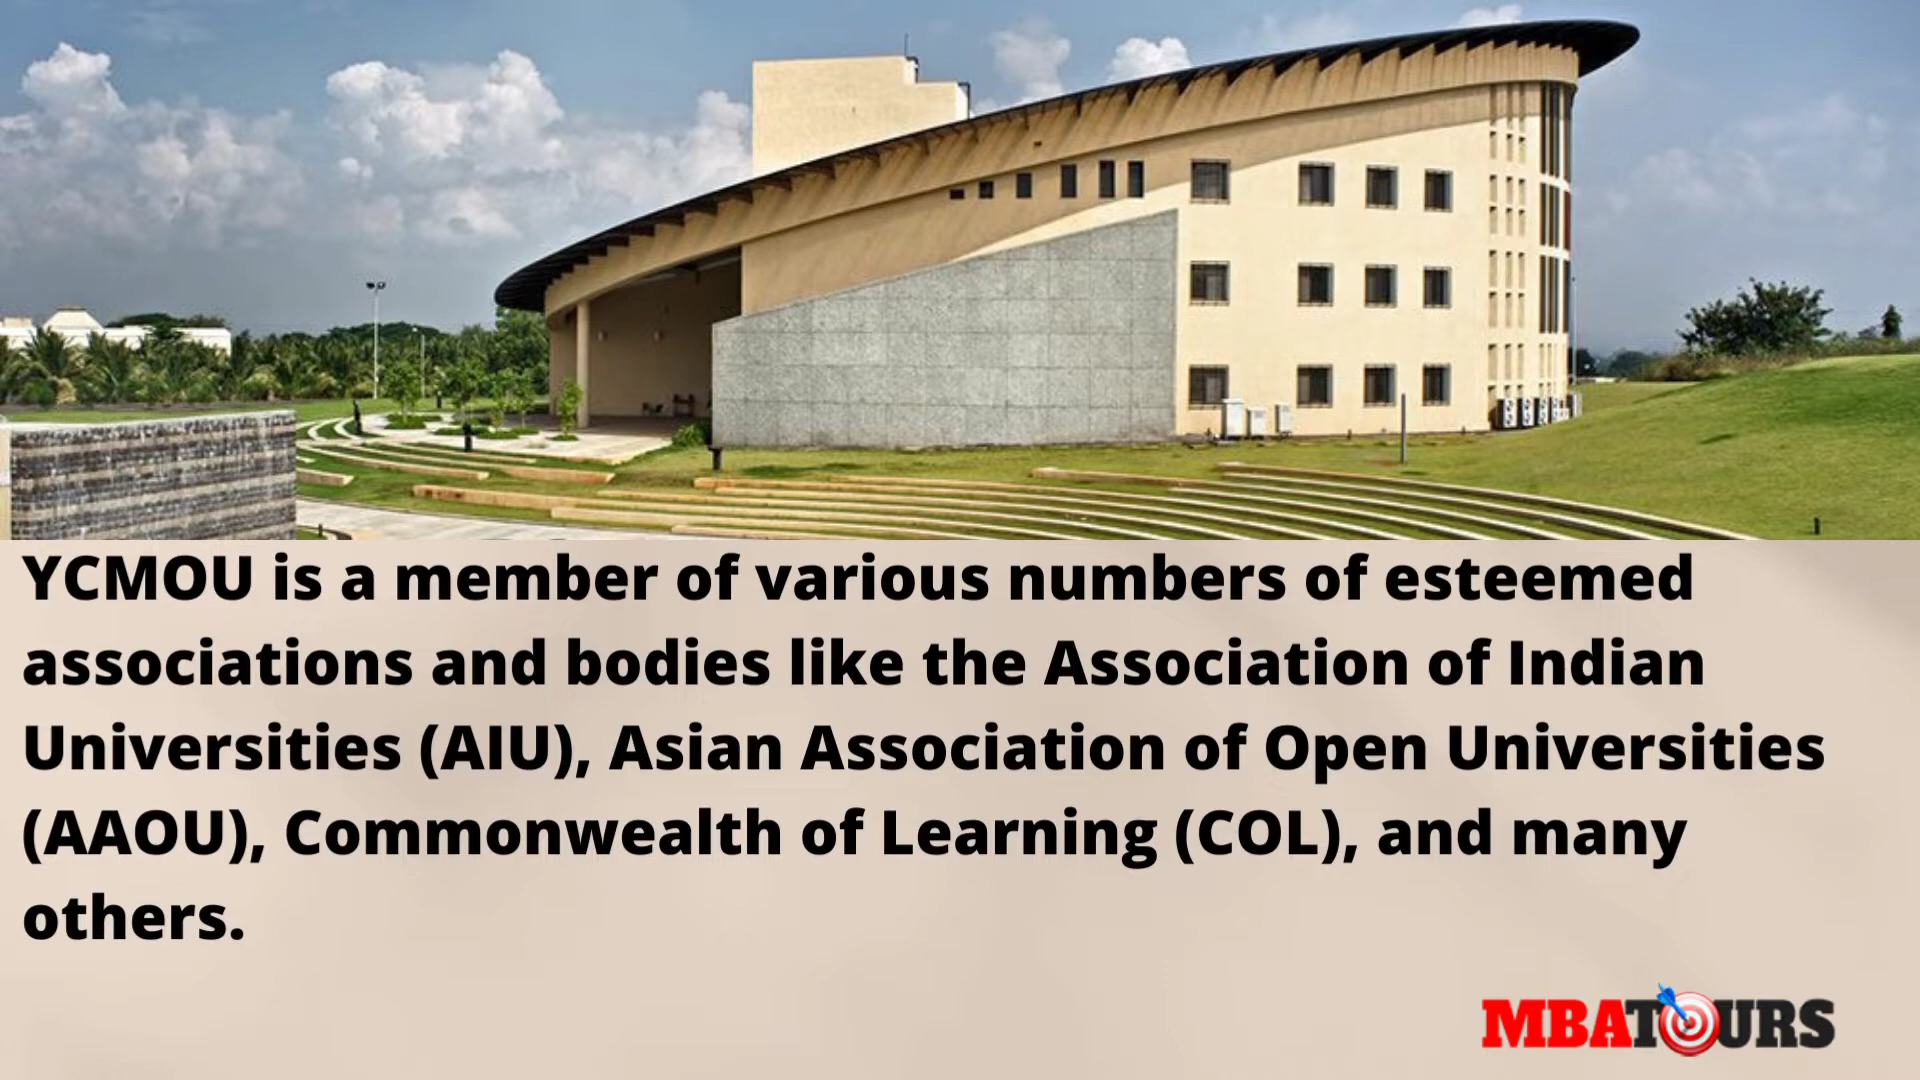 YCMOU is a member of various numbers of esteemed
associations and bodies like the Association of Indian
Universities (AIU), Asian Association of Open Universities
(AAOU), Commonwealth of Learning (COL), and many
others.
MBATOURS